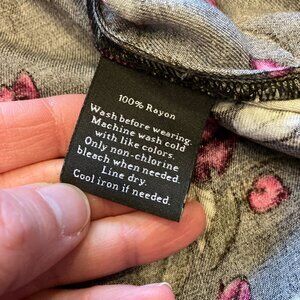 100% Rayon
Wash before wearing.
Machine wash cold
with like colors.
Only non-chlorine
bleach when needed.
Line dry.
Cool iron if needed.